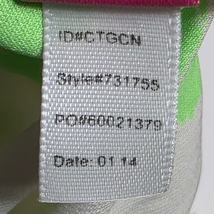 ID#CTGCN
Style#731755
PO#60021379
Date: 01 14